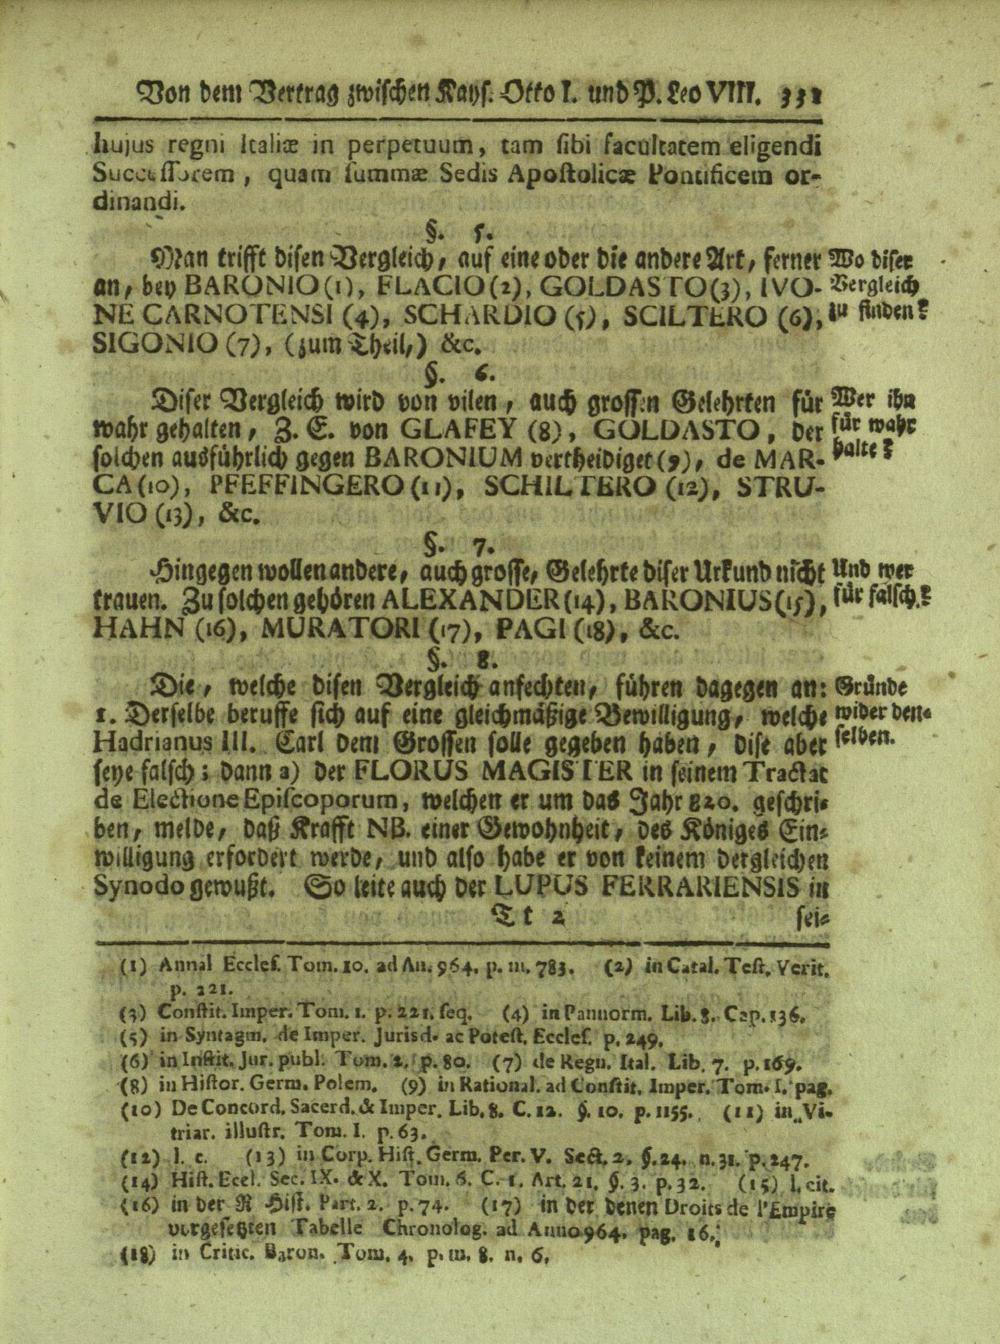 Von dem Vertrag zwischen Kays. Otto I. und P. Leo VIII. 331
hujus regni Italiæ in perpetuum, tam ſibi facultatem eligendi
Succeſſorem, quam ſummæ Sedis Apoſtolicæ Pontificem or-
dinandi.
§. 5.
Man trifft diſen Vergleich, auf eine oder die andere Art, ferner
an, bey BARONIO (1), FLACIO (2), GOLDASTO (3), IVO-
NE CARNOTENSI (4), SCHARDIO (5), SCILTERO (6),
SIGONIO (7), (zum Theil,) &c.
Wo diſer
Vergleich
zu finden?
§. 6.
Diſer Vergleich wird von vilen, auch groſſen Gelehrten für
wahr gehalten, Z. E. von GLAFEY (8), GOLDASTO, der
ſolchen ausführlich gegen BARONIUM vertheidiget (9), de MAR-
CA (10), PFEFFINGERO (11), SCHILTERO (12), STRU-
VIO (13), &c.
Wer ihn
für wahr
halte?
§. 7.
Hingegen wollen andere, auch groſſe, Gelehrte diſer Urkund nicht
trauen. Zu ſolchen gehören ALEXANDER (14), BARONIUS (15),
HAHN (16), MURATORI (17), PAGI (18), &c.
Und wer
für falſch?
§. 8.
Die, welche diſen Vergleich anfechten, führen dagegen an:
1. Derſelbe beruffe ſich auf eine gleichmäßige Bewilligung, welche
Hadrianus III. Carl dem Groſſen ſolle gegeben haben, diſe aber
ſeye falſch; dann a) der FLORUS MAGISTER in ſeinem Tractat
de Electione Epiſcoporum, welchen er um das Jahr 820. geſchri-
ben, melde, daß Krafft NB. einer Gewohnheit, des Königes Ein-
willigung erfordert werde, und alſo habe er von keinem dergleichen
Synodo gewußt. So leite auch der LUPUS FERRARIENSIS in
Gründe
wider den-
ſelben.
Tt 2 ſei-
(1) Annal Eccleſ. Tom. 10. ad An. 964. p. m. 783. (2) in Catal. Teſt. Verit.
p. 221.
(3) Conſtit. Imper. Tom. 1. p. 221. ſeq. (4) in Pannorm. Lib. 8. Cap. 136.
(5) in Syntagm. de Imper. Jurisd. ac Poteſt. Eccleſ. p. 249.
(6) in Inſtit. Jur. publ. Tom. 2. p. 80. (7) de Regn. Ital. Lib. 7. p. 169.
(8) in Hiſtor. Germ. Polem. (9) in Rational. ad Conſtit. Imper. Tom. I. pag.
(10) De Concord. Sacerd. & Imper. Lib. 8. C. 12. §. 10. p. 1155. (11) in Vi-
triar. illuſtr. Tom. I. p. 63.
(12) l. c. (13) in Corp. Hiſt. Germ. Per. V. Sect. 2. §. 24. n. 31. p. 247.
(14) Hiſt. Eccl. Sec. IX. & X. Tom. 6. C. 1. Art. 21. §. 3. p. 32. (15) l. cit.
(16) in der R Hiſt. Part. 2. p. 74. (17) in der denen Droits de l'Empire
vorgeſetzten Tabelle Chronolog. ad Anno 964. pag. 16.
(18) in Critic. Baron. Tom. 4. p. m. 8. n. 6.